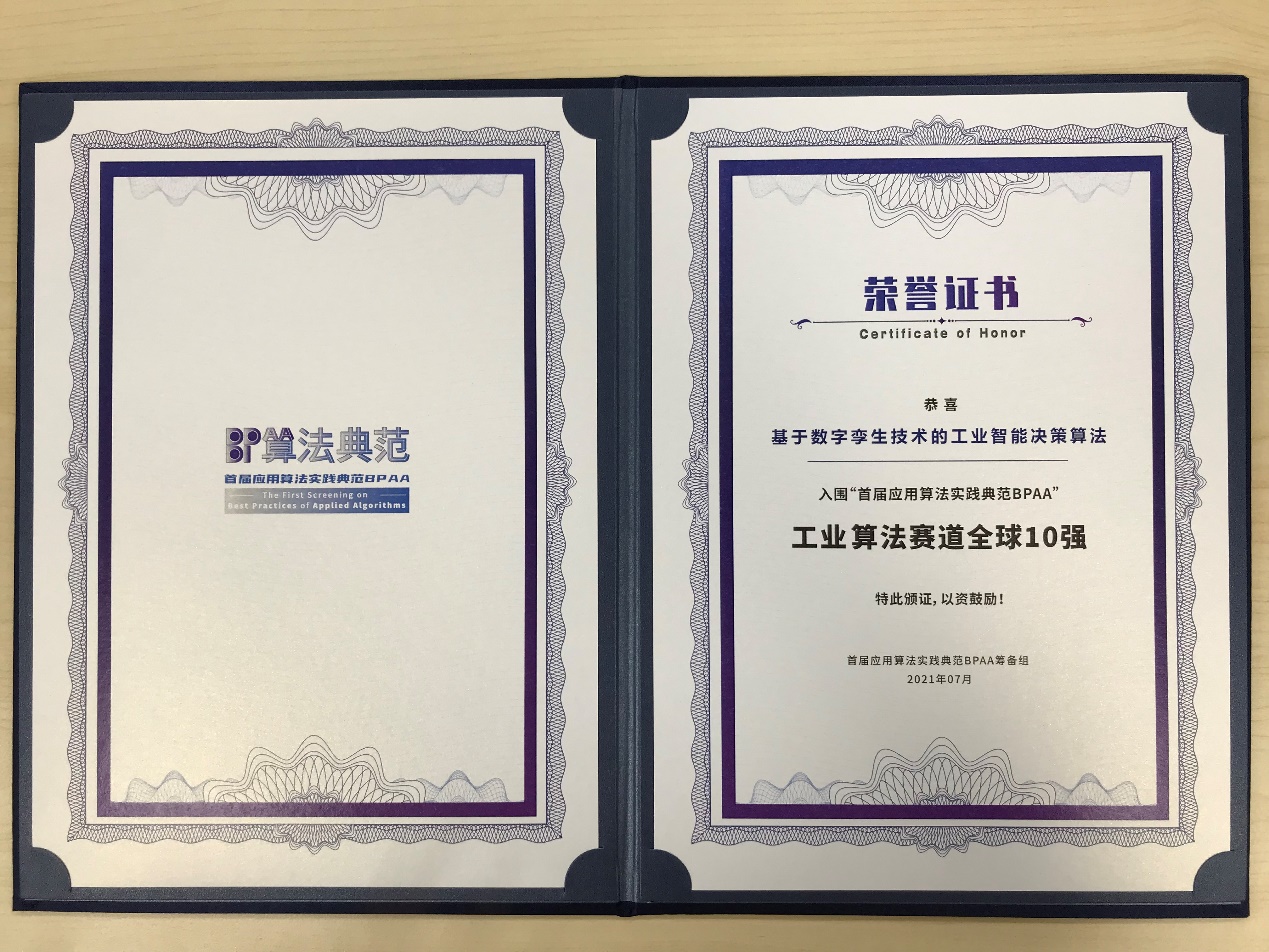 BPAA算法典范
首届应用算法实践典范BPAA
The First Screening on
Best Practices of Applied Algorithms
荣誉证书
Certificate of Honor
恭喜
基于数字孪生技术的工业智能决策算法
入围“首届应用算法实践典范BPAA”
工业算法赛道全球10强
特此颁证,以资鼓励!
首届应用算法实践典范BPAA筹备组
2021年07月